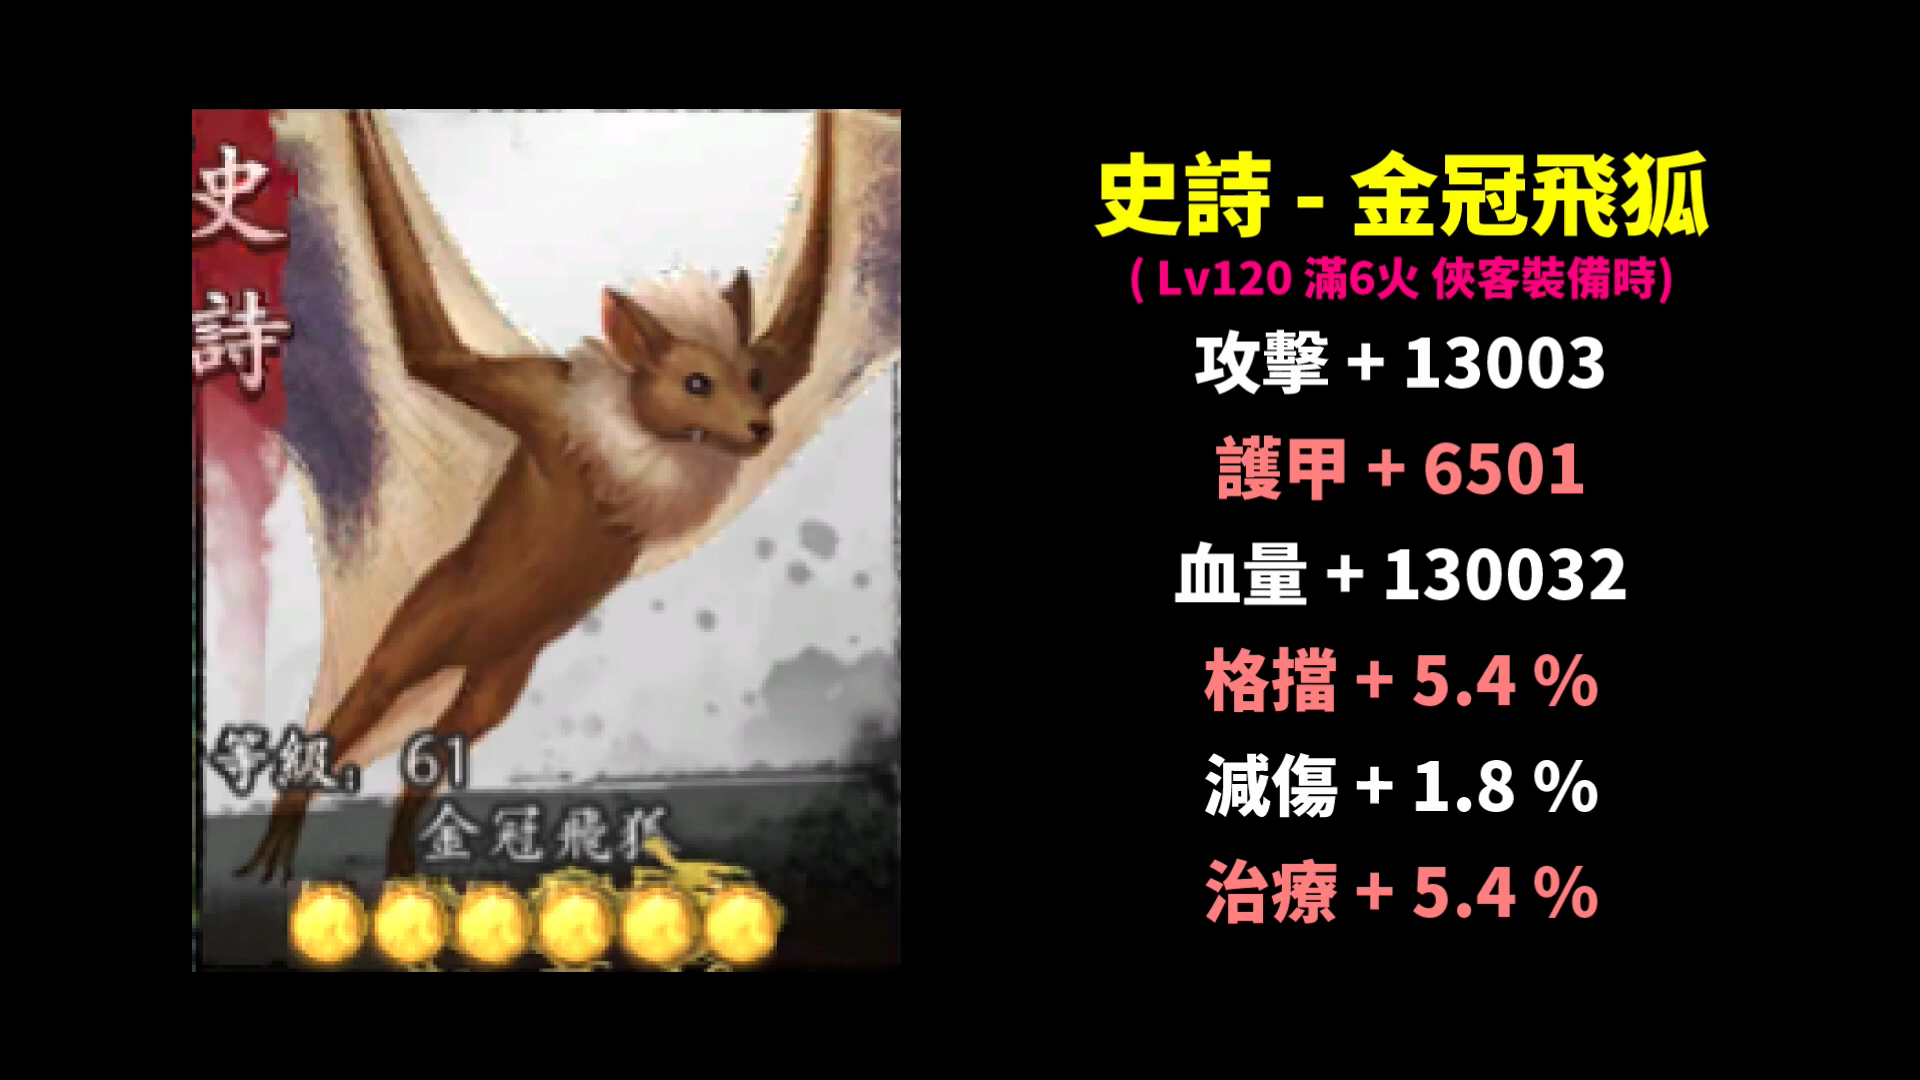 史詩
等級：61
金冠飛狐
史詩 - 金冠飛狐
( Lv120 滿6火 俠客裝備時)
攻擊 + 13003
護甲 + 6501
血量 + 130032
格擋 + 5.4 %
減傷 + 1.8 %
治療 + 5.4 %